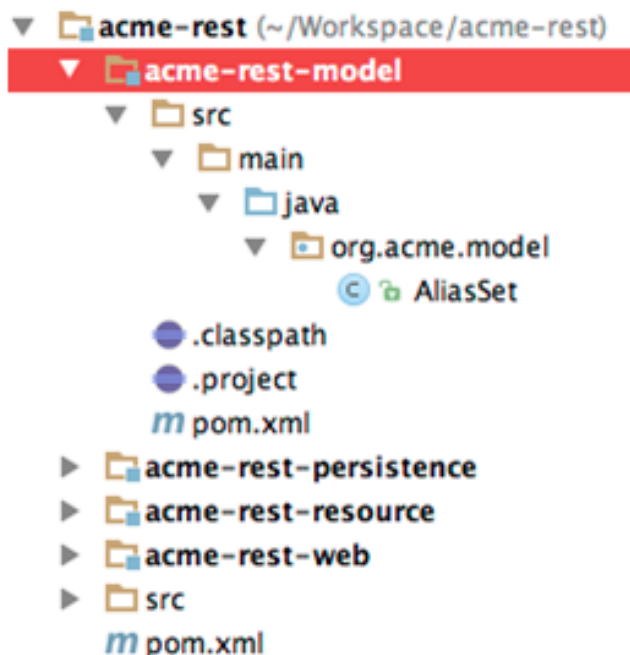 acme-rest (~/Workspace/acme-rest)
acme-rest-model
src
main
java
org.acme.model
AliasSet
.classpath
.project
pom.xml
acme-rest-persistence
acme-rest-resource
acme-rest-web
src
pom.xml